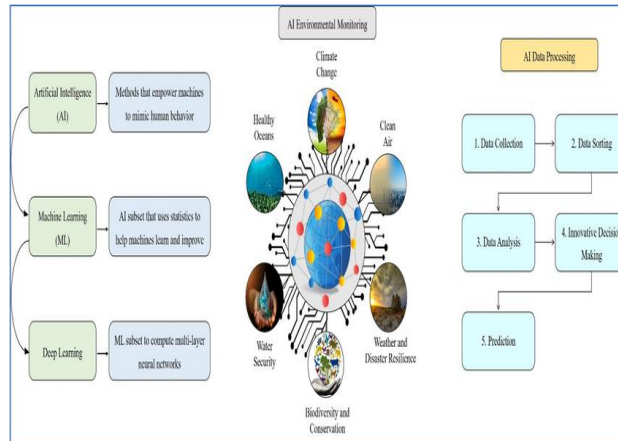 AI Environmental Monitoring
Artificial Intelligence
(AI)
Methods that empower machines
to mimic human behavior
Machine Learning
(ML)
AI subset that uses statistics to
help machines learn and improve
Deep Learning
ML subset to compute multi-layer
neural networks
Climate
Change
Healthy
Oceans
Clean
Air
Water
Security
Weather and
Disaster Resilience
Biodiversity and
Conservation
AI Data Processing
1. Data Collection
2. Data Sorting
3. Data Analysis
4. Innovative Decision
Making
5. Prediction